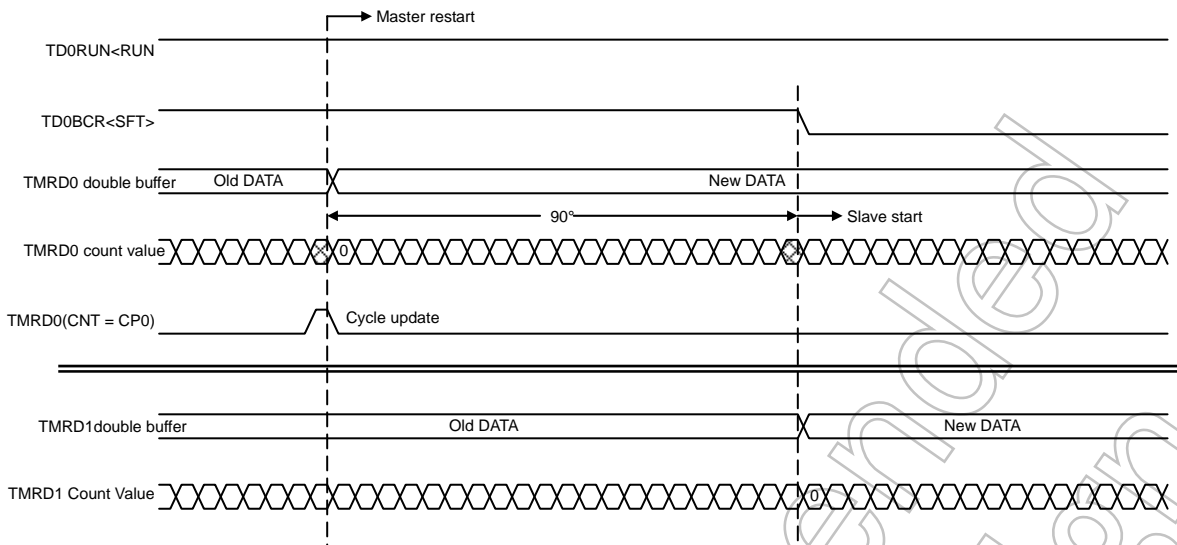 Master restart
TD0RUN<RUN
TD0BCR<SFT>
TMRD0 double buffer
Old DATA
New DATA
90°
Slave start
TMRD0 count value
0
TMRD0(CNT = CP0)
Cycle update
TMRD1double buffer
Old DATA
New DATA
TMRD1 Count Value
0